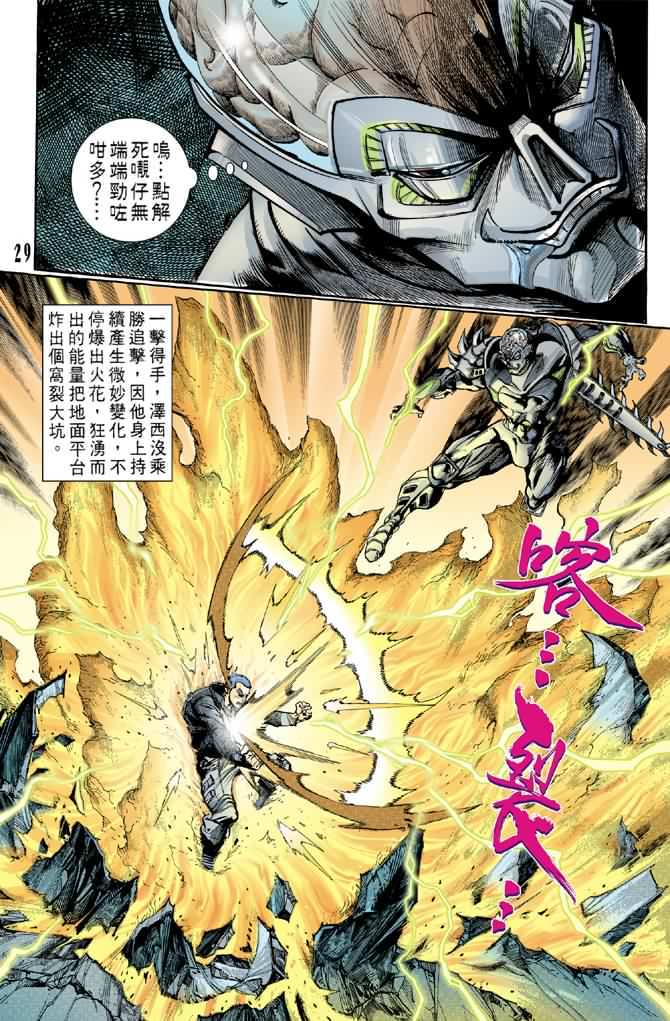 嗚…點解
死嘅仔無
端端勁咗
咁多？…
29
一擊得手，澤西沒乘
勝追擊，因他身上持
續產生微妙變化，不
停爆出火花，狂湧而
出的能量把地面平台
炸出個窩裂大坑。
喀…裂…